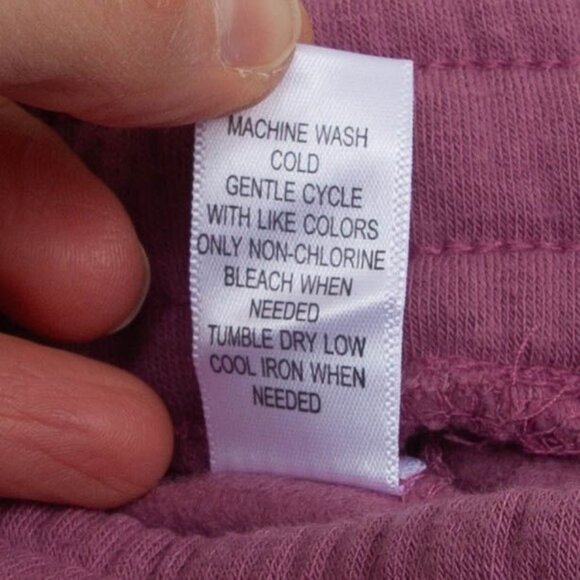 MACHINE WASH
COLD
GENTLE CYCLE
WITH LIKE COLORS
ONLY NON-CHLORINE
BLEACH WHEN
NEEDED
TUMBLE DRY LOW
COOL IRON WHEN
NEEDED